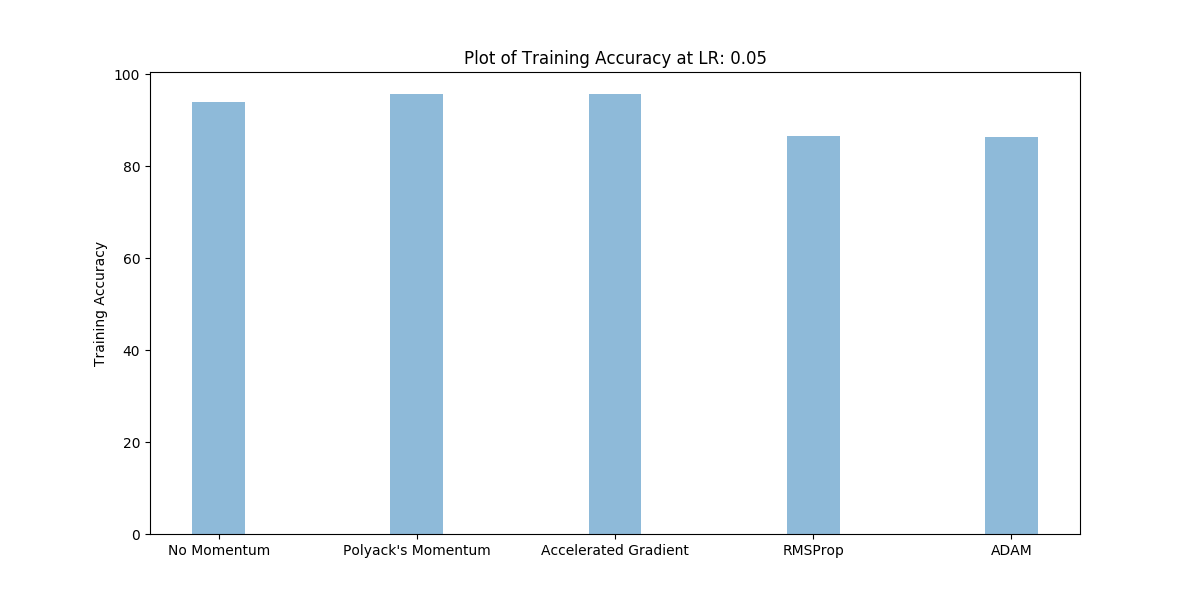 Plot of Training Accuracy at LR: 0.05
100
80
60
40
20
0
Training Accuracy
No Momentum
Polyack's Momentum
Accelerated Gradient
RMSProp
ADAM